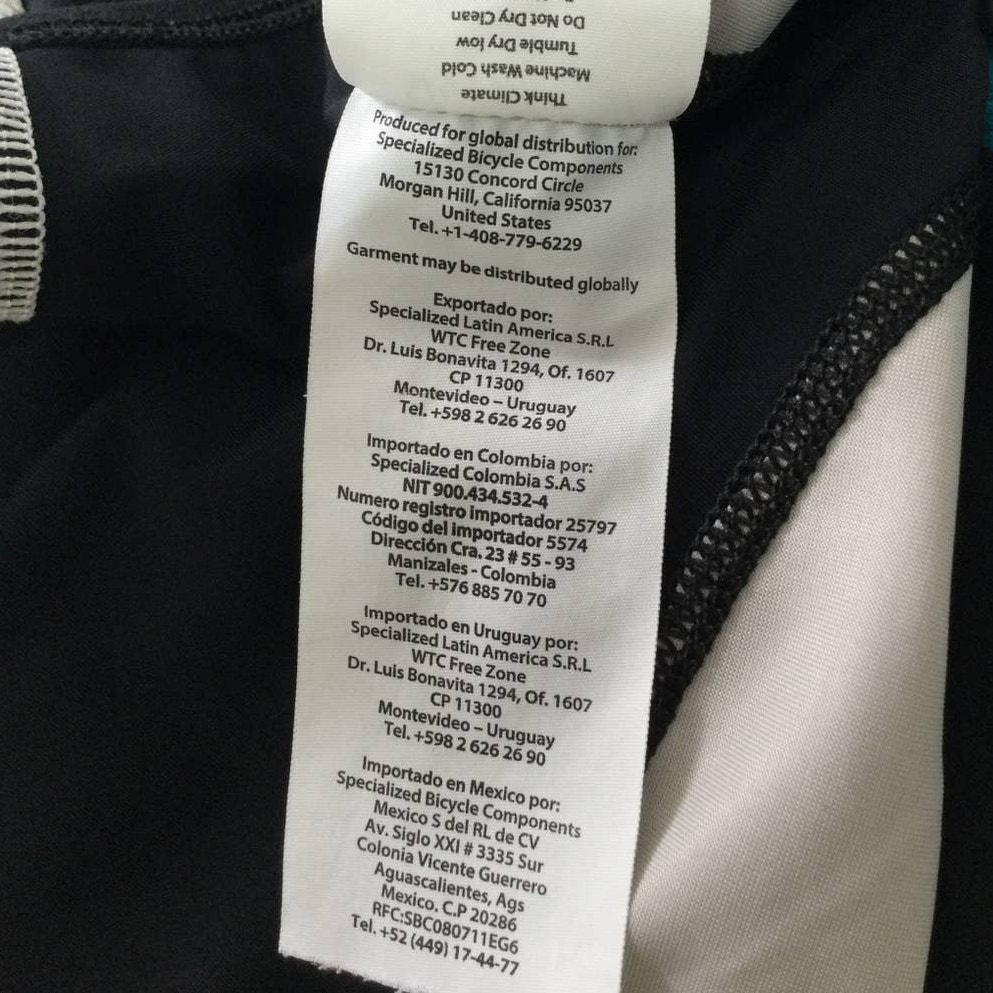 Do Not Dry Clean
Tumble Dry low
Machine Wash Cold
Think Climate
Produced for global distribution for:
Specialized Bicycle Components
15130 Concord Circle
Morgan Hill, California 95037
United States
Tel. +1-408-779-6229
Garment may be distributed globally
Exportado por:
Specialized Latin America S.R.L
WTC Free Zone
Dr. Luis Bonavita 1294, Of. 1607
CP 11300
Montevideo – Uruguay
Tel. +598 2 626 26 90
Importado en Colombia por:
Specialized Colombia S.A.S
NIT 900.434.532-4
Numero registro importador 25797
Código del importador 5574
Dirección Cra. 23 # 55 - 93
Manizales - Colombia
Tel. +576 885 70 70
Importado en Uruguay por:
Specialized Latin America S.R.L
WTC Free Zone
Dr. Luis Bonavita 1294, Of. 1607
CP 11300
Montevideo – Uruguay
Tel. +598 2 626 26 90
Importado en Mexico por:
Specialized Bicycle Components
Mexico S del RL de CV
Av. Siglo XXI # 3335 Sur
Colonia Vicente Guerrero
Aguascalientes, Ags
Mexico. C.P 20286
RFC:SBC080711EG6
Tel. +52 (449) 17-44-77